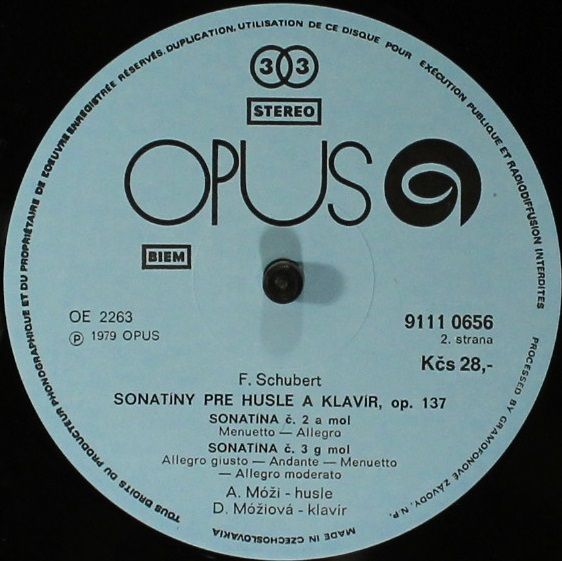 TOUS DROITS DU PRODUCTEUR PHONOGRAPHIQUE ET DU PROPRIÉTAIRE DE L'OEUVRE ENREGISTRÉE RÉSERVÉS. DUPLICATION, UTILISATION DE CE DISQUE POUR EXÉCUTION PUBLIQUE ET RADIODIFFUSION INTERDITES
33
STEREO
OPUS
BIEM
OE 2263
Ⓟ 1979 OPUS
9111 0656
2. strana
Kčs 28,-
F. Schubert
SONATÍNY PRE HUSLE A KLAVÍR, op. 137
SONATÍNA č. 2 a mol
Menuetto — Allegro
SONATÍNA č. 3 g mol
Allegro giusto — Andante — Menuetto
— Allegro moderato
A. Móži - husle
D. Móžiová - klavír
MADE IN CZECHOSLOVAKIA
PROCESSED BY GRAMOFONOVÉ ZÁVODY, N.P.